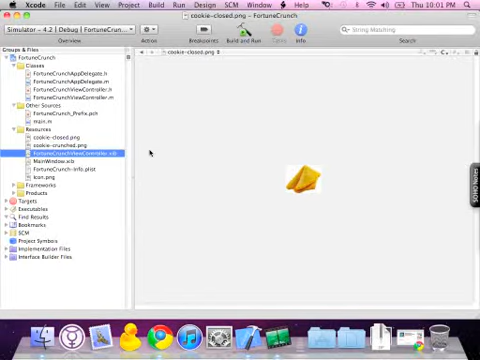 Xcode File Edit View Project Build Run Design SCM Window Help Thu 10:01 PM
cookie-closed.png – FortuneCrunch
Simulator - 4.2 | Debug | FortuneCrunch...
Overview Action Breakpoints Build and Run Tasks Info Search
String Matching
Groups & Files
cookie-closed.png
FortuneCrunch
Classes
FortuneCrunchAppDelegate.h
FortuneCrunchAppDelegate.m
FortuneCrunchViewController.h
FortuneCrunchViewController.m
Other Sources
FortuneCrunch_Prefix.pch
main.m
Resources
cookie-closed.png
cookie-crunched.png
FortuneCrunchViewController.xib
MainWindow.xib
FortuneCrunch-Info.plist
icon.png
Frameworks
Products
Targets
Executables
Find Results
Bookmarks
SCM
Project Symbols
Implementation Files
Interface Builder Files
SOHO Notes